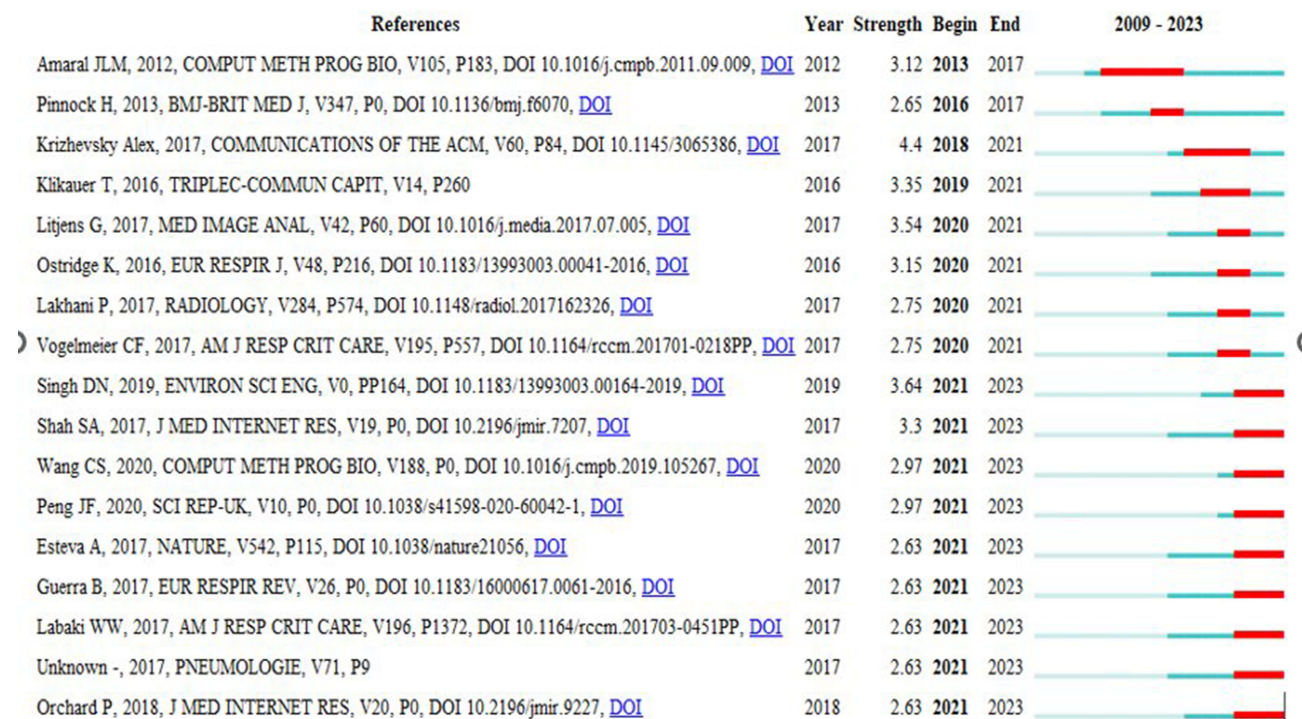 References Year Strength Begin End 2009 - 2023
Amaral JLM, 2012, COMPUT METH PROG BIO, V105, P183, DOI 10.1016/j.cmpb.2011.09.009, DOI 2012 3.12 2013 2017
Pinnock H, 2013, BMJ-BRIT MED J, V347, P0, DOI 10.1136/bmj.f6070, DOI 2013 2.65 2016 2017
Krizhevsky Alex, 2017, COMMUNICATIONS OF THE ACM, V60, P84, DOI 10.1145/3065386, DOI 2017 4.4 2018 2021
Klikauer T, 2016, TRIPLEC-COMMUN CAPIT, V14, P260 2016 3.35 2019 2021
Litjens G, 2017, MED IMAGE ANAL, V42, P60, DOI 10.1016/j.media.2017.07.005, DOI 2017 3.54 2020 2021
Ostridge K, 2016, EUR RESPIR J, V48, P216, DOI 10.1183/13993003.00041-2016, DOI 2016 3.15 2020 2021
Lakhani P, 2017, RADIOLOGY, V284, P574, DOI 10.1148/radiol.2017162326, DOI 2017 2.75 2020 2021
Vogelmeier CF, 2017, AM J RESP CRIT CARE, V195, P557, DOI 10.1164/rccm.201701-0218PP, DOI 2017 2.75 2020 2021
Singh DN, 2019, ENVIRON SCI ENG, V0, PP164, DOI 10.1183/13993003.00164-2019, DOI 2019 3.64 2021 2023
Shah SA, 2017, J MED INTERNET RES, V19, P0, DOI 10.2196/jmir.7207, DOI 2017 3.3 2021 2023
Wang CS, 2020, COMPUT METH PROG BIO, V188, P0, DOI 10.1016/j.cmpb.2019.105267, DOI 2020 2.97 2021 2023
Peng JF, 2020, SCI REP-UK, V10, P0, DOI 10.1038/s41598-020-60042-1, DOI 2020 2.97 2021 2023
Esteva A, 2017, NATURE, V542, P115, DOI 10.1038/nature21056, DOI 2017 2.63 2021 2023
Guerra B, 2017, EUR RESPIR REV, V26, P0, DOI 10.1183/16000617.0061-2016, DOI 2017 2.63 2021 2023
Labaki WW, 2017, AM J RESP CRIT CARE, V196, P1372, DOI 10.1164/rccm.201703-0451PP, DOI 2017 2.63 2021 2023
Unknown -, 2017, PNEUMOLOGIE, V71, P9 2017 2.63 2021 2023
Orchard P, 2018, J MED INTERNET RES, V20, P0, DOI 10.2196/jmir.9227, DOI 2018 2.63 2021 2023